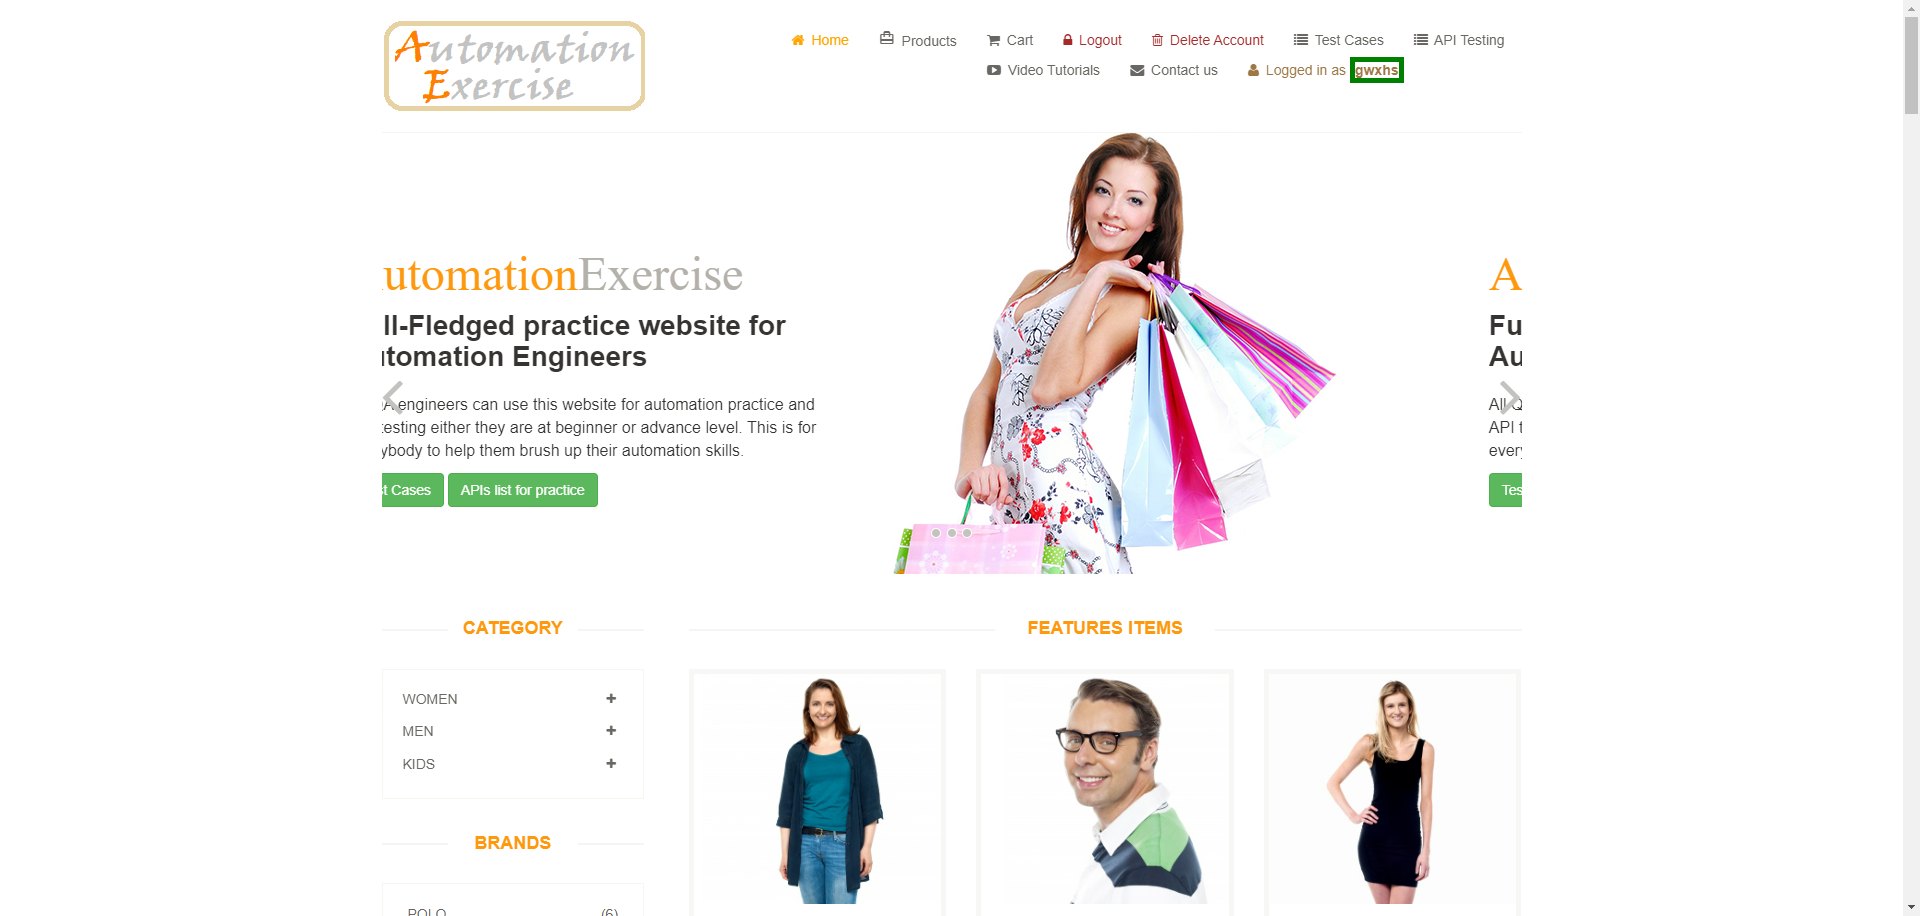 Automation
Exercise
Home Products Cart Logout Delete Account Test Cases API Testing
Video Tutorials Contact us Logged in as gwxhs
utomationExercise
A
ll-Fledged practice website for
Fu
tomation Engineers
Au
A engineers can use this website for automation practice and
All Q
testing either they are at beginner or advance level. This is for
API t
ybody to help them brush up their automation skills.
every
t Cases APIs list for practice
Tes
CATEGORY
FEATURES ITEMS
WOMEN
MEN
KIDS
BRANDS
POLO (6)